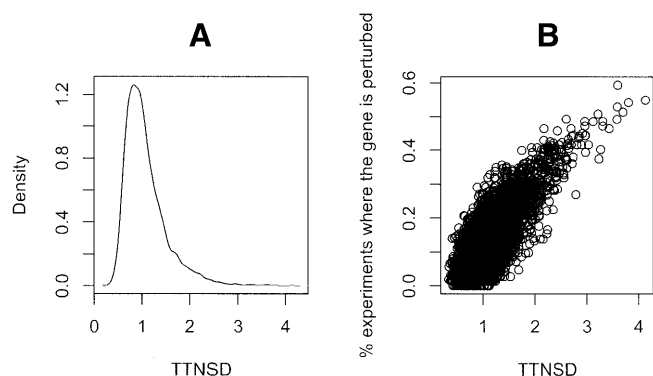 A
Density
0.0 0.4 0.8 1.2
0 1 2 3 4
TTNSD
B
% experiments where the gene is perturbed
0.0 0.2 0.4 0.6
1 2 3 4
TTNSD